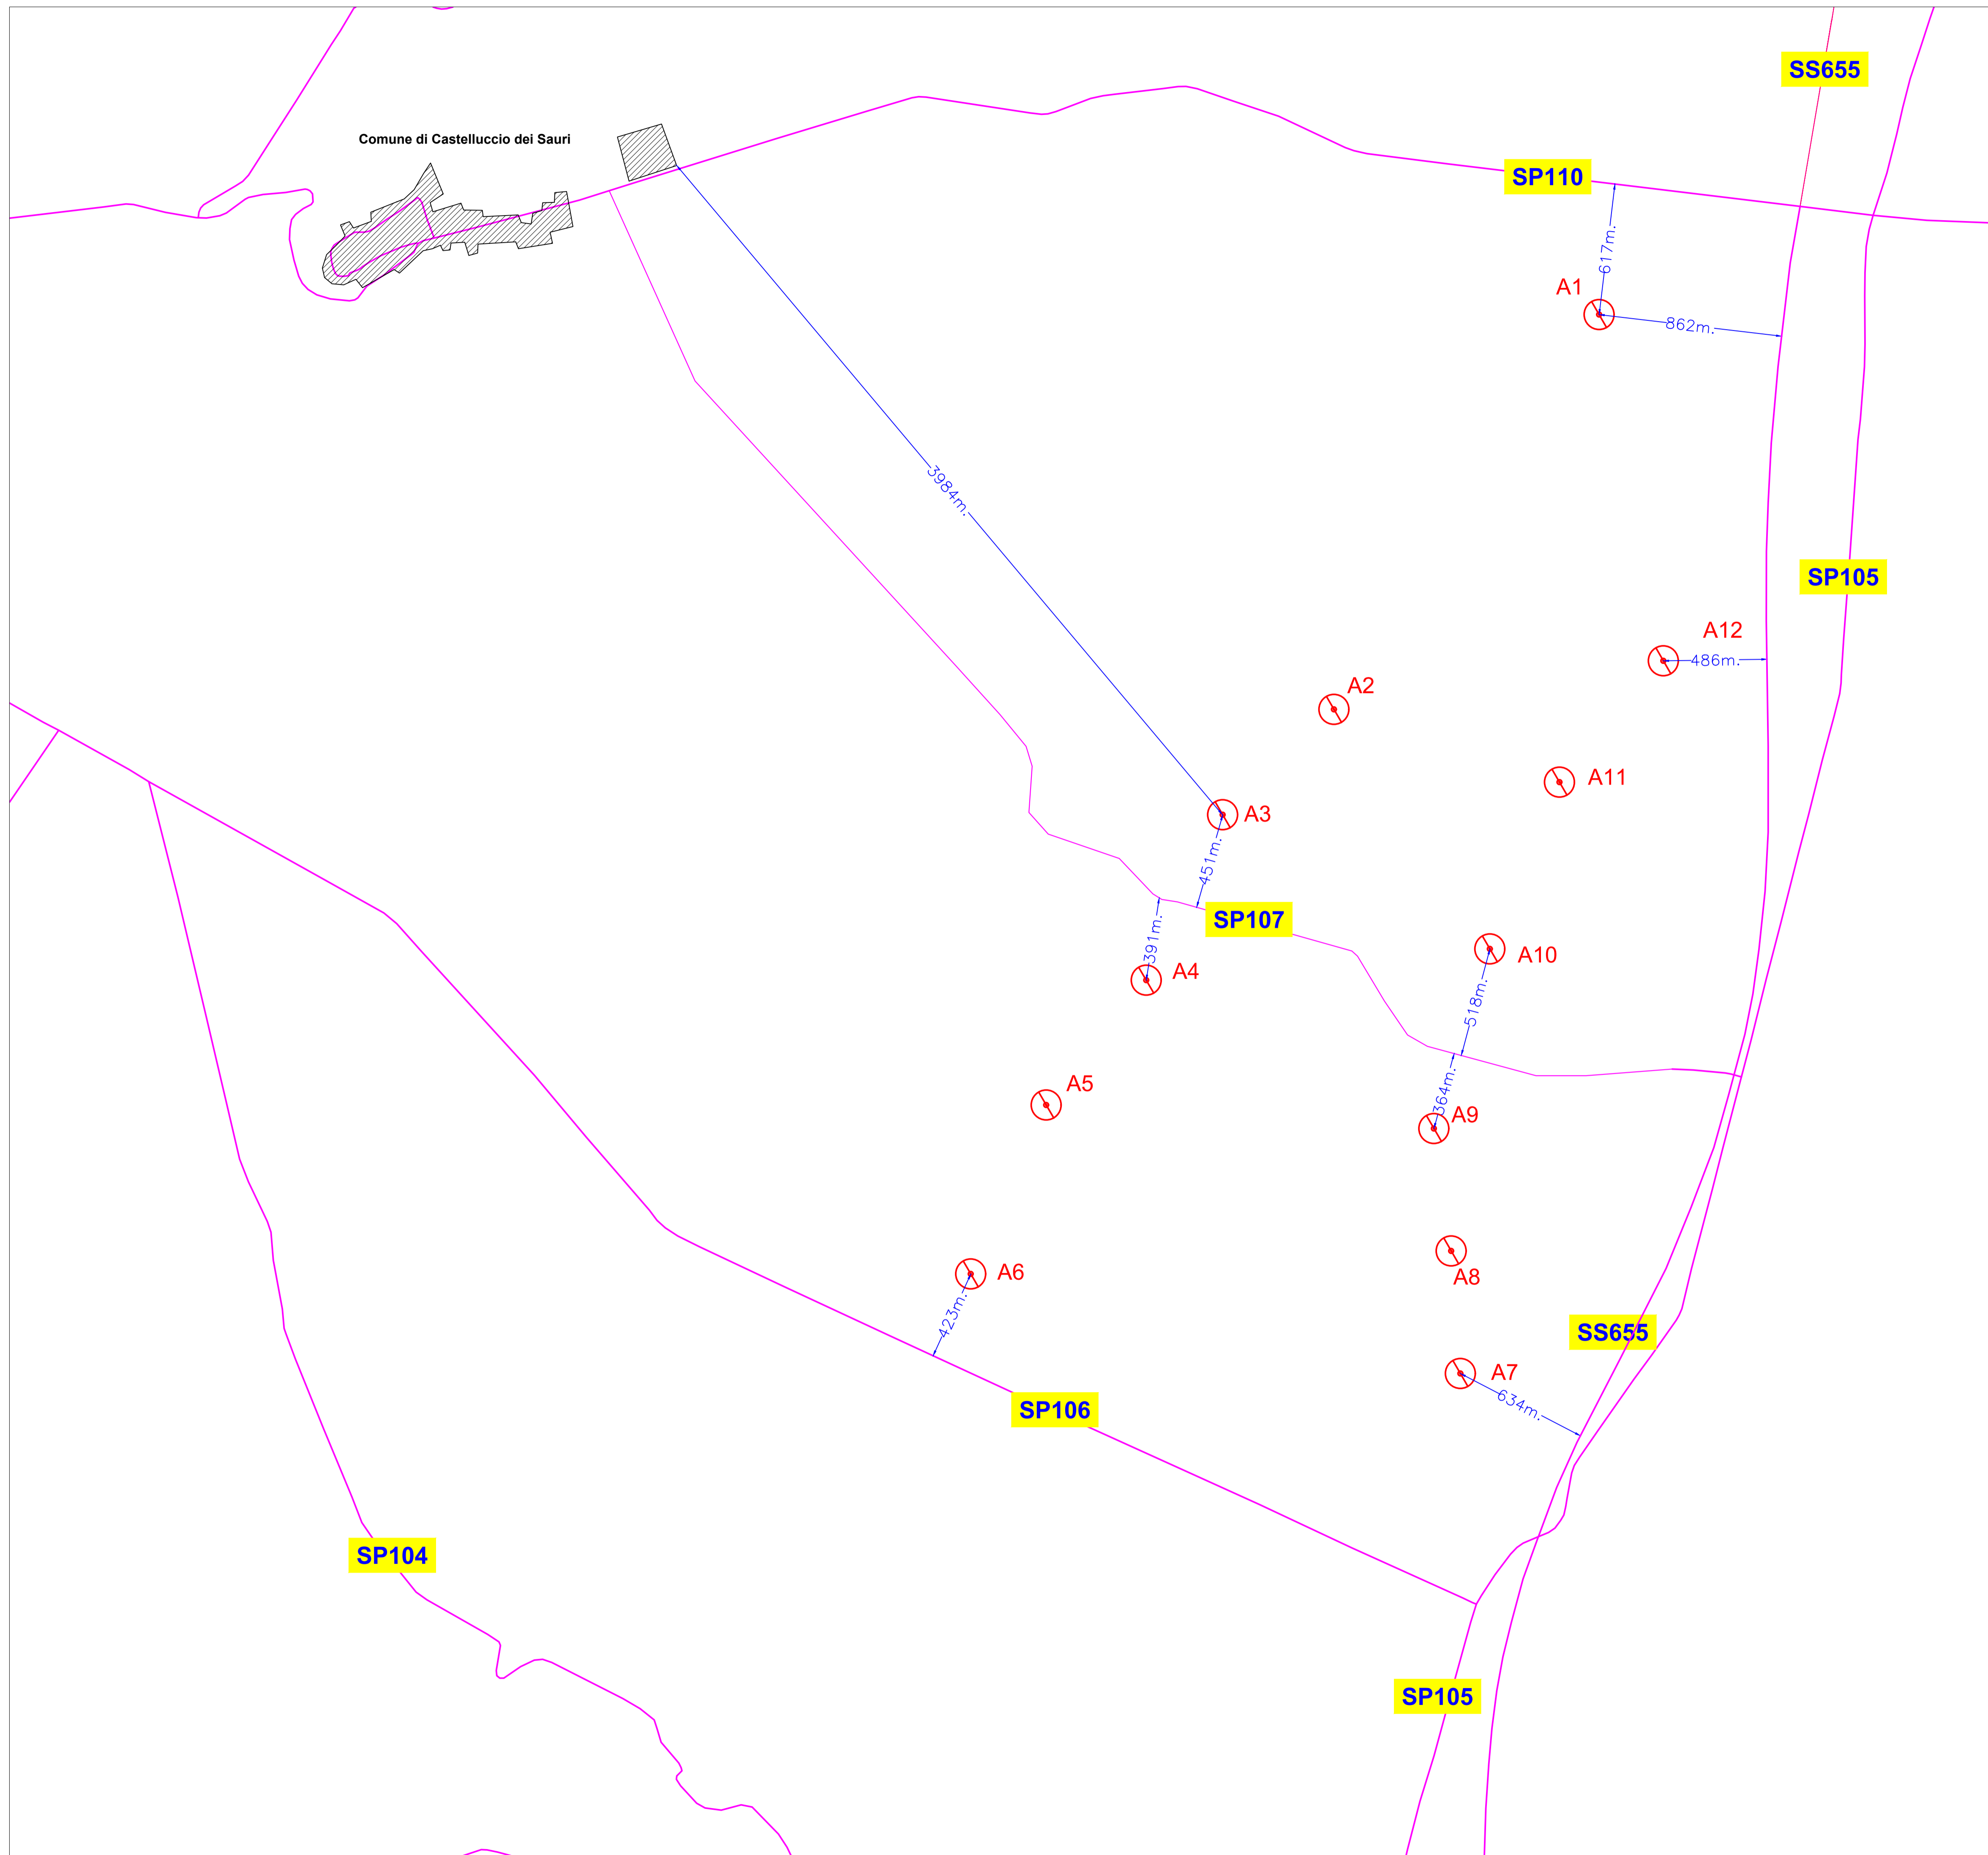 SS655
Comune di Castelluccio dei Sauri
SP110
617m.
A1
862m.
3984m.
SP105
A12
486m.
A2
A11
A3
451m.
SP107
391m.
A4
A10
518m.
A5
364m.
A9
A6
A8
423m.
SS655
A7
634m.
SP106
SP104
SP105